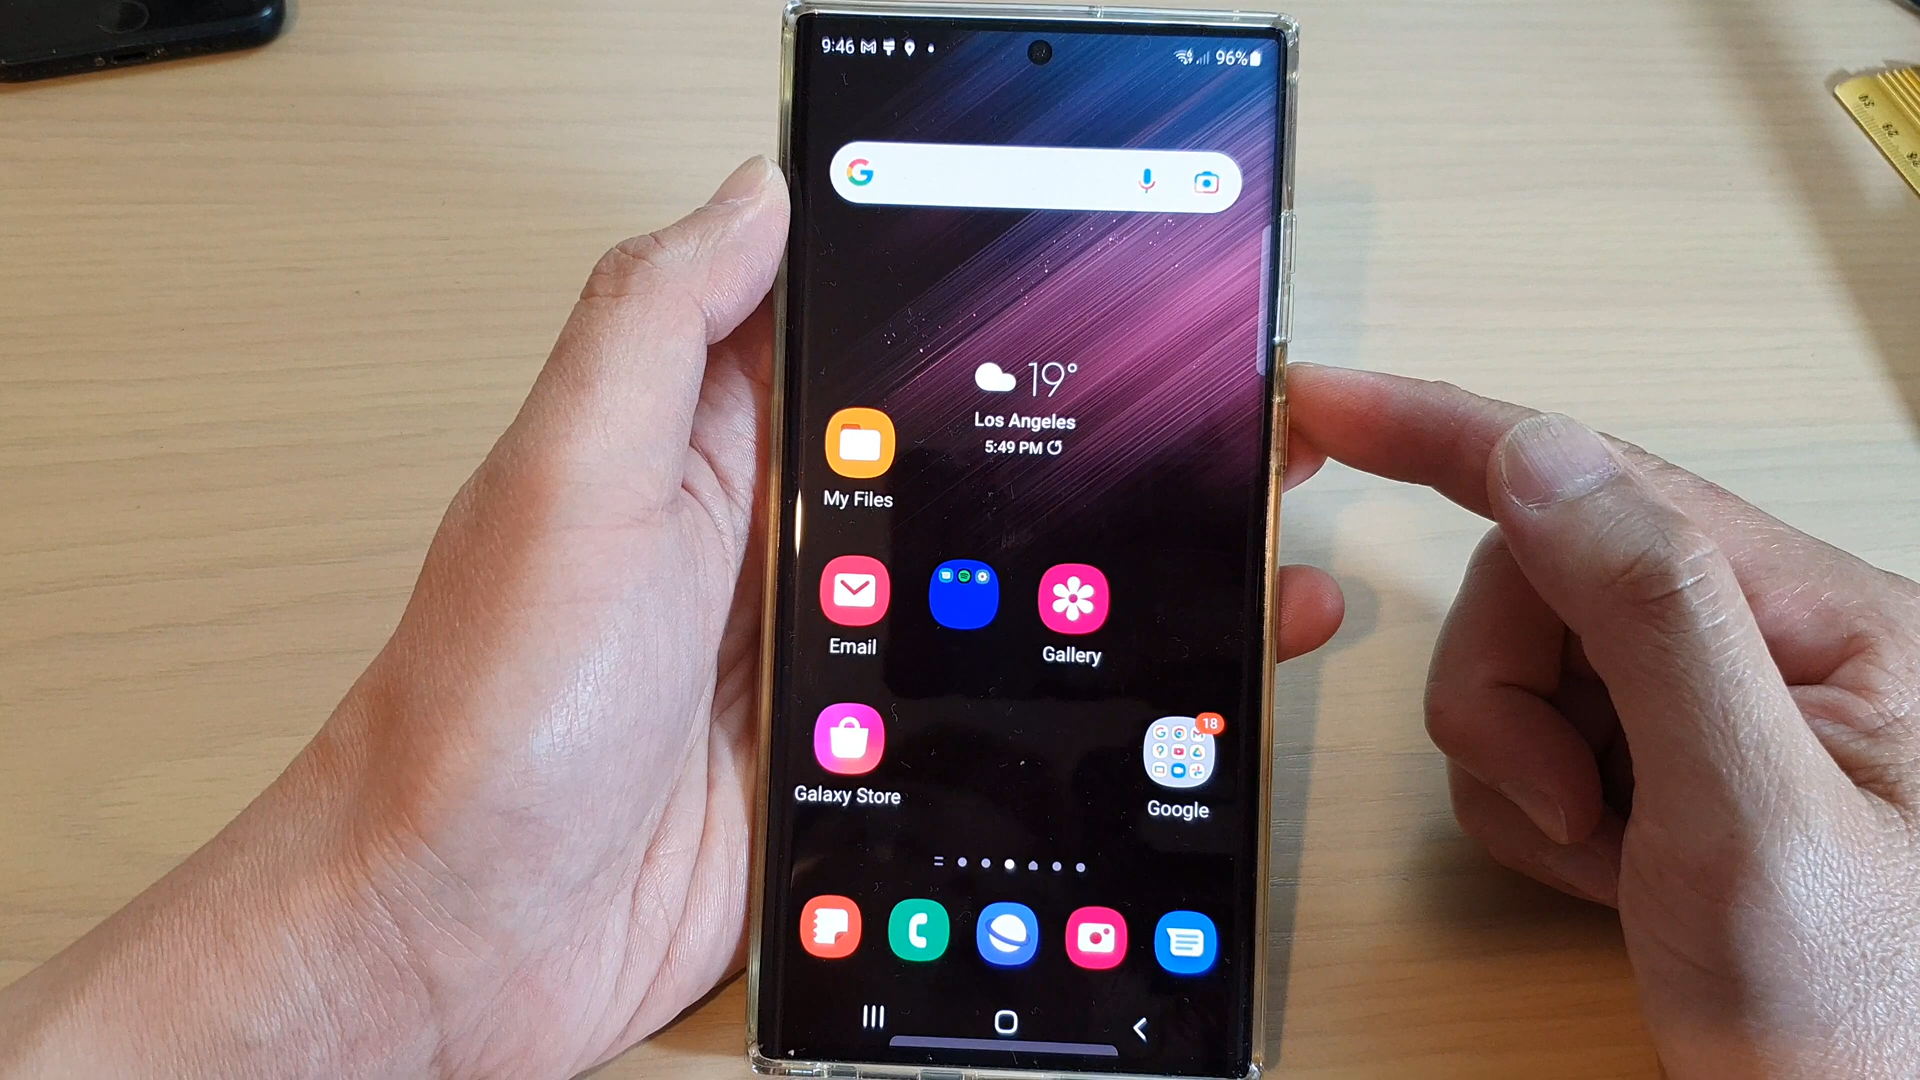 9:46
96%
G
19°
Los Angeles
5:49 PM
My Files
Email
Gallery
18
Galaxy Store
Google